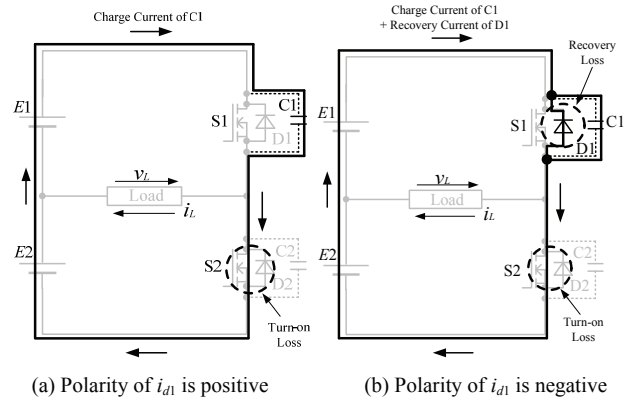 Charge Current of C1
E1
S1
D1
C1
vL
Load
iL
E2
S2
C2
D2
Turn-on
Loss
(a) Polarity of id1 is positive
Charge Current of C1
+ Recovery Current of D1
Recovery
Loss
E1
S1
D1
C1
vL
Load
iL
E2
S2
C2
D2
Turn-on
Loss
(b) Polarity of id1 is negative